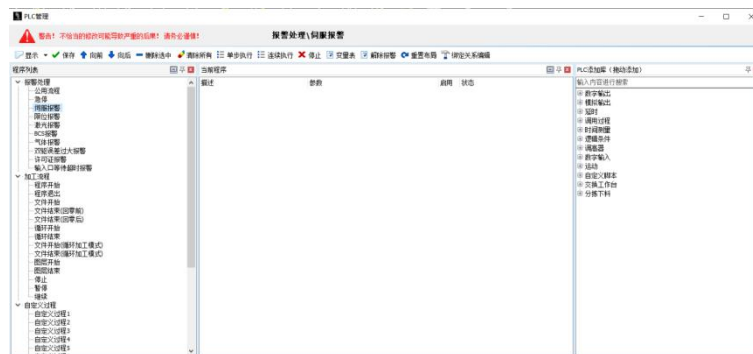 PLC管理
警告！不恰当的修改可能导致严重的后果！请务必谨慎！
报警处理\伺服报警
显示 保存 向前 向后 删除选中 清除所有 单步执行 连续执行 停止 变量表 解除报警 重置布局 绑定关系编辑
程序列表
报警处理
公用流程
急停
伺服报警
限位报警
激光报警
BCS报警
气体报警
双驱误差过大报警
许可证报警
输入口等待超时报警
加工流程
程序开始
程序退出
文件开始
文件结束(回零前)
文件结束(回零后)
循环开始
循环结束
文件开始(循环加工模式)
文件结束(循环加工模式)
图层开始
图层结束
停止
暂停
继续
自定义过程
自定义过程1
自定义过程2
自定义过程3
自定义过程4
自定义过程5
当前程序
描述 参数 启用 状态
PLC添加库(拖动添加)
输入内容进行搜索
数字输出
模拟输出
延时
调用过程
时间测量
逻辑条件
调高器
数字输入
运动
自定义脚本
交换工作台
分拣下料